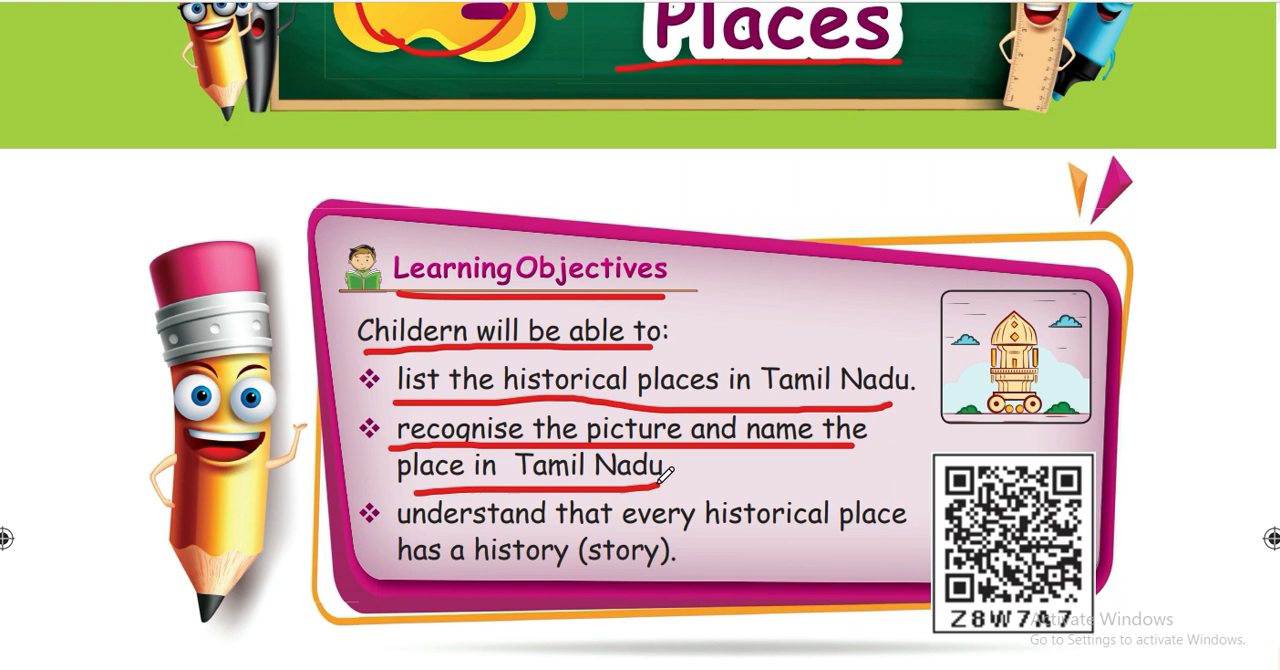 Places
Learning Objectives
Childern will be able to:
❖ list the historical places in Tamil Nadu.
❖ recognise the picture and name the
place in Tamil Nadu.
❖ understand that every historical place
has a history (story).
Z8W7A7
Activate Windows
Go to Settings to activate Windows.